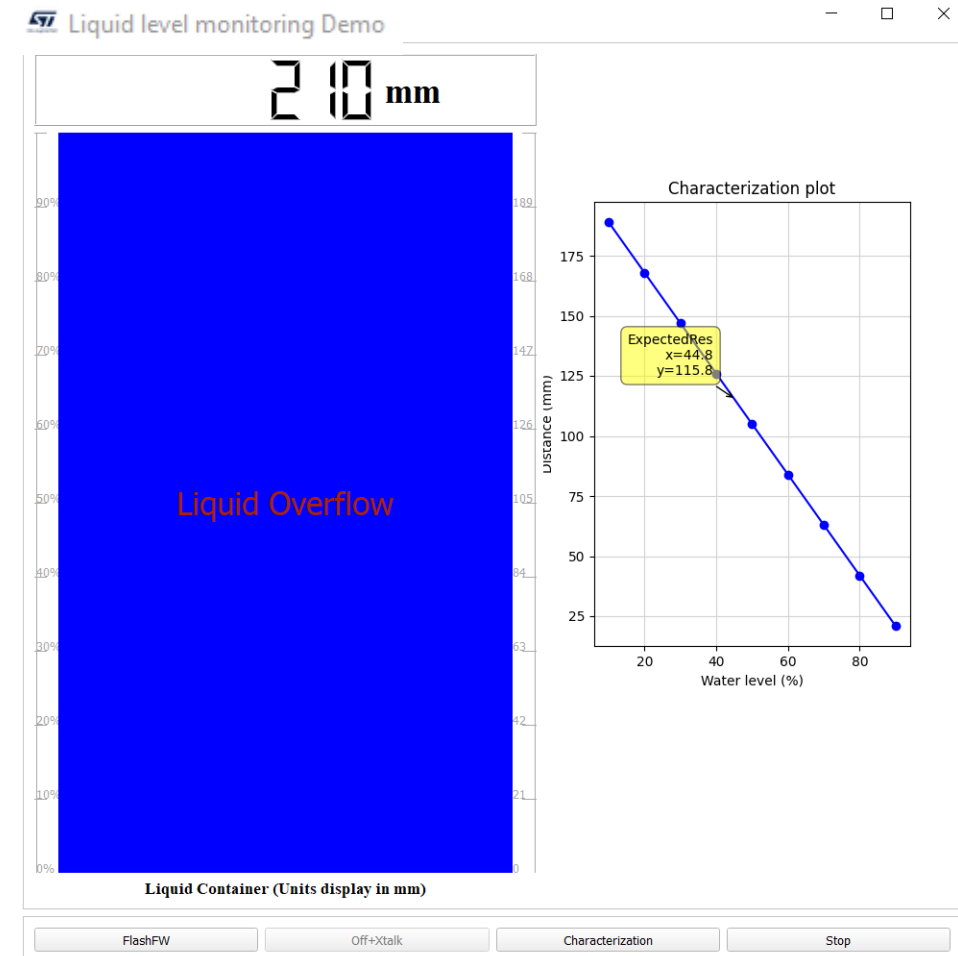 Liquid level monitoring Demo
210 mm
90%
80%
70%
60%
50%
40%
30%
20%
10%
0%
Liquid Overflow
189
168
147
126
105
84
63
42
21
0
Liquid Container (Units display in mm)
Characterization plot
175
150
125
100
75
50
25
Distance (mm)
ExpectedRes
x=44.8
y=115.8
20 40 60 80
Water level (%)
FlashFW Off+Xtalk Characterization Stop